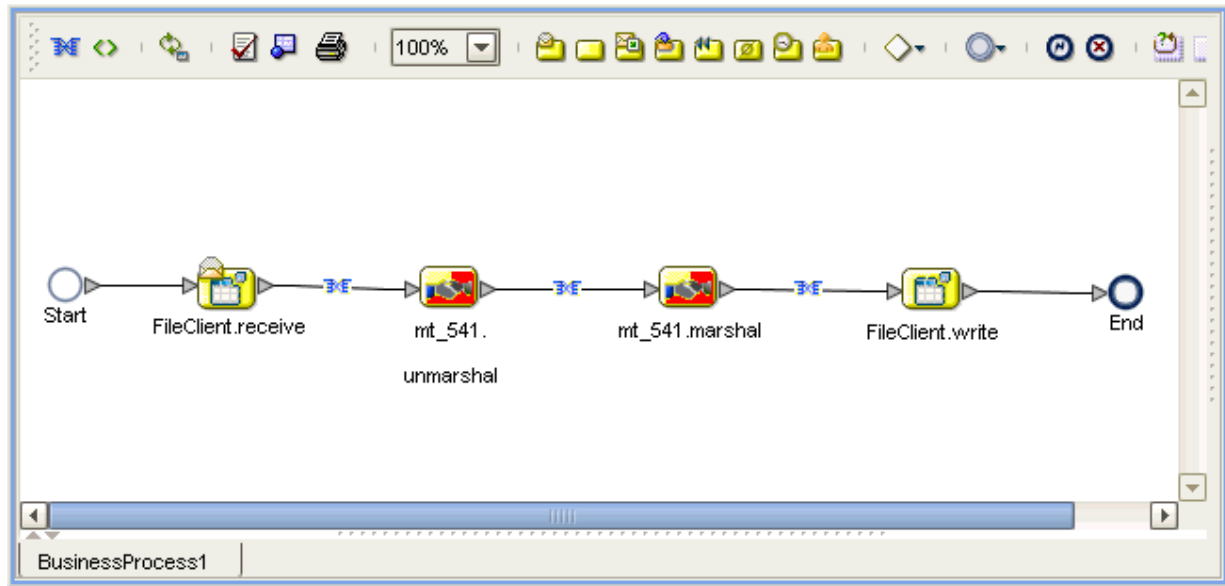 100%
Start
FileClient.receive
mt_541.
unmarshal
mt_541.marshal
FileClient.write
End
BusinessProcess1